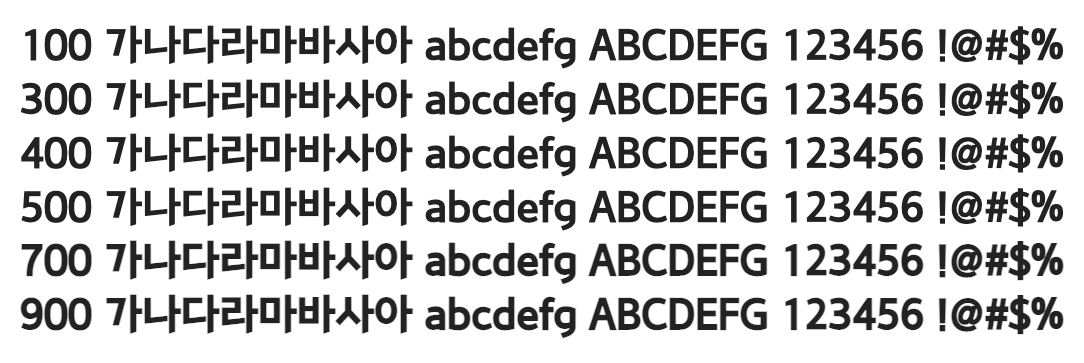 100 가나다라마바사아 abcdefg ABCDEFG 123456 !@#$%
300 가나다라마바사아 abcdefg ABCDEFG 123456 !@#$%
400 가나다라마바사아 abcdefg ABCDEFG 123456 !@#$%
500 가나다라마바사아 abcdefg ABCDEFG 123456 !@#$%
700 가나다라마바사아 abcdefg ABCDEFG 123456 !@#$%
900 가나다라마바사아 abcdefg ABCDEFG 123456 !@#$%